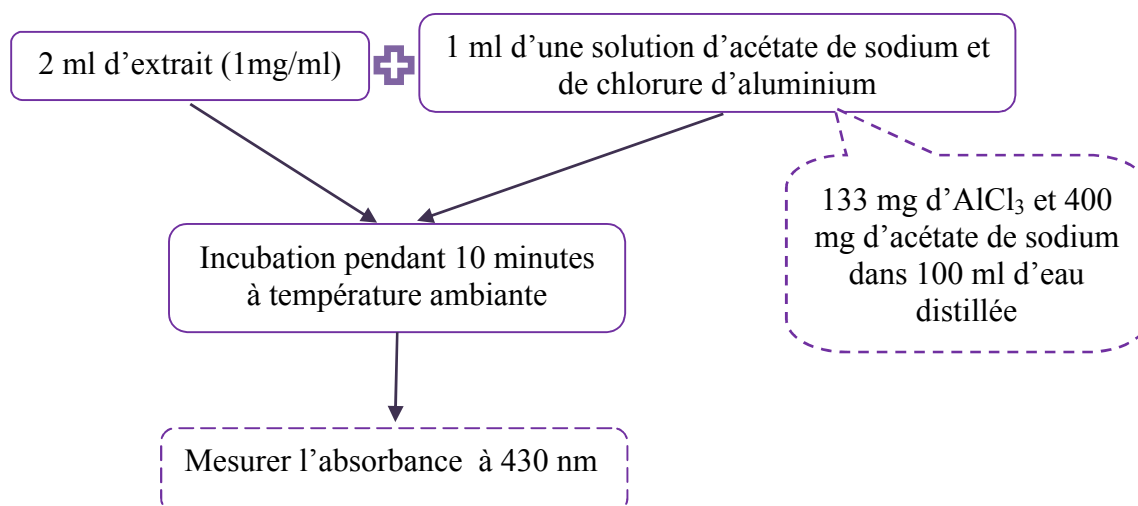 2 ml d’extrait (1mg/ml)
1 ml d’une solution d’acétate de sodium et
de chlorure d’aluminium
133 mg d’AlCl₃ et 400
mg d’acétate de sodium
dans 100 ml d’eau
distillée
Incubation pendant 10 minutes
à température ambiante
Mesurer l’absorbance à 430 nm